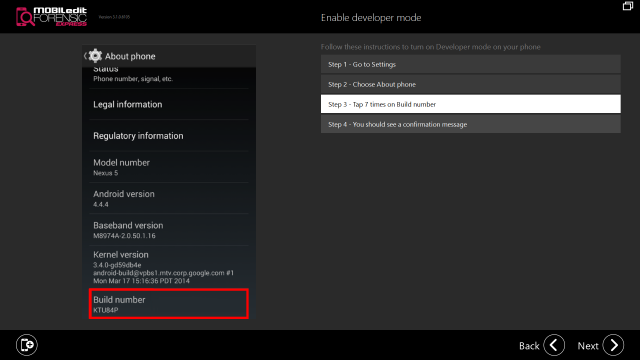 MOBILedit
FORENSIC
EXPRESS
Enable developer mode
Follow these instructions to turn on Developer mode on your phone
Step 1 - Go to Settings
Step 2 - Choose About phone
Step 3 - Tap 7 times on Build number
Step 4 - You should see a confirmation message
About phone
Status
Phone number, signal, etc.
Legal information
Regulatory information
Model number
Nexus 5
Android version
4.4.4
Baseband version
M8974A-2.0.50.1.16
Kernel version
3.4.0-gd59db4e
android-build@vpbs1.mtv.corp.google.com #1
Mon Mar 17 15:16:36 PDT 2014
Build number
KTU84P
Back
Next